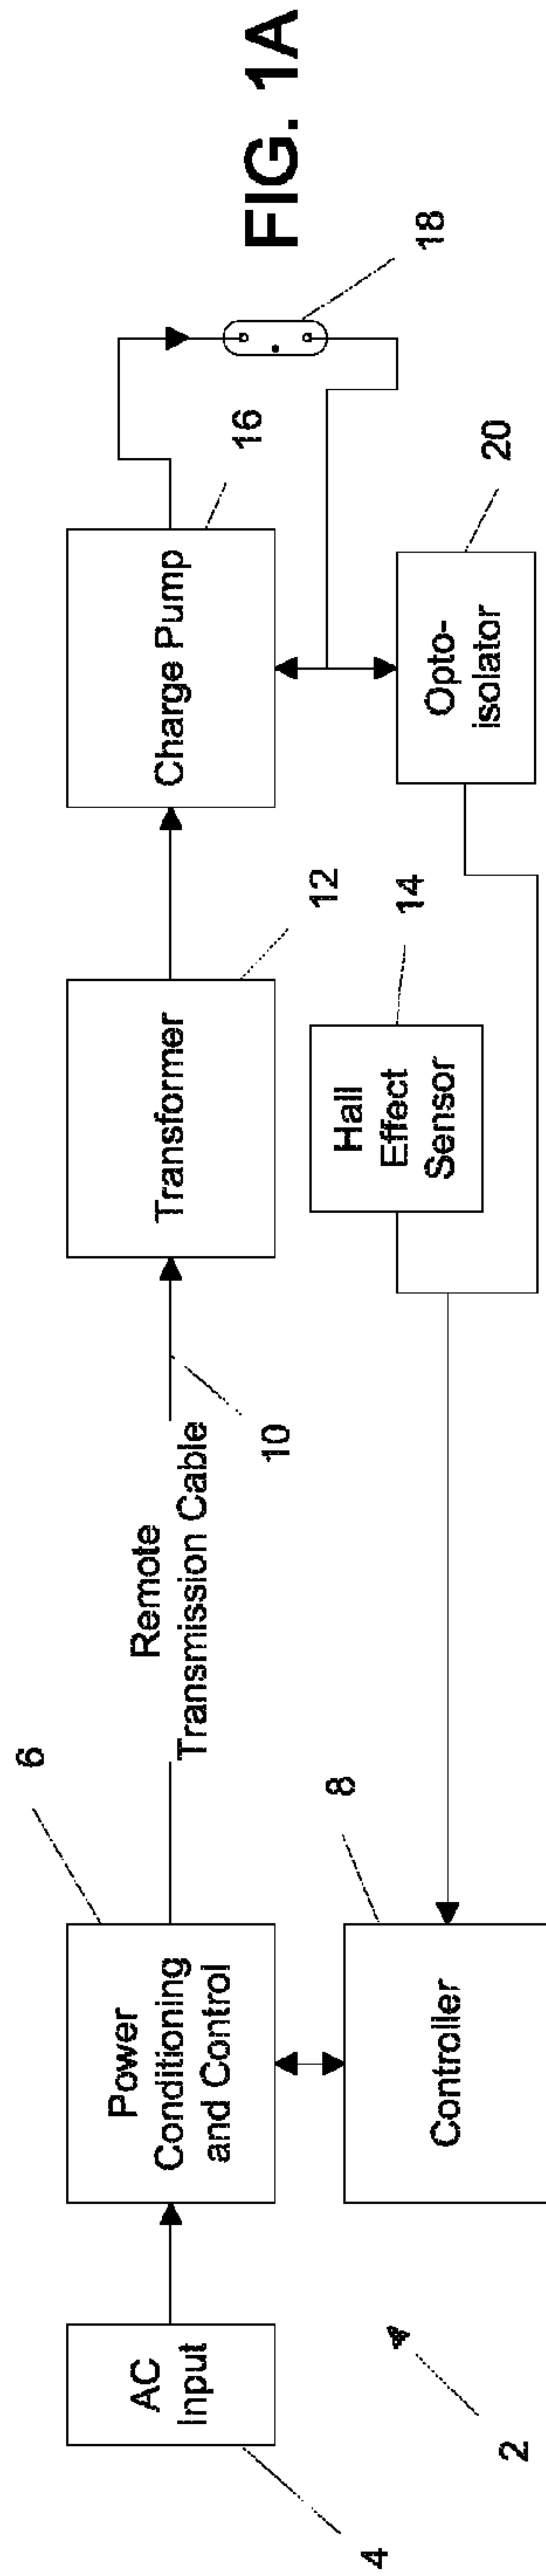 FIG. 1A
AC
Input
4
2
Power
Conditioning
and Control
6
Controller
8
Remote
Transmission Cable
10
Transformer
12
Hall
Effect
Sensor
14
Charge Pump
16
18
Opto-
isolator
20